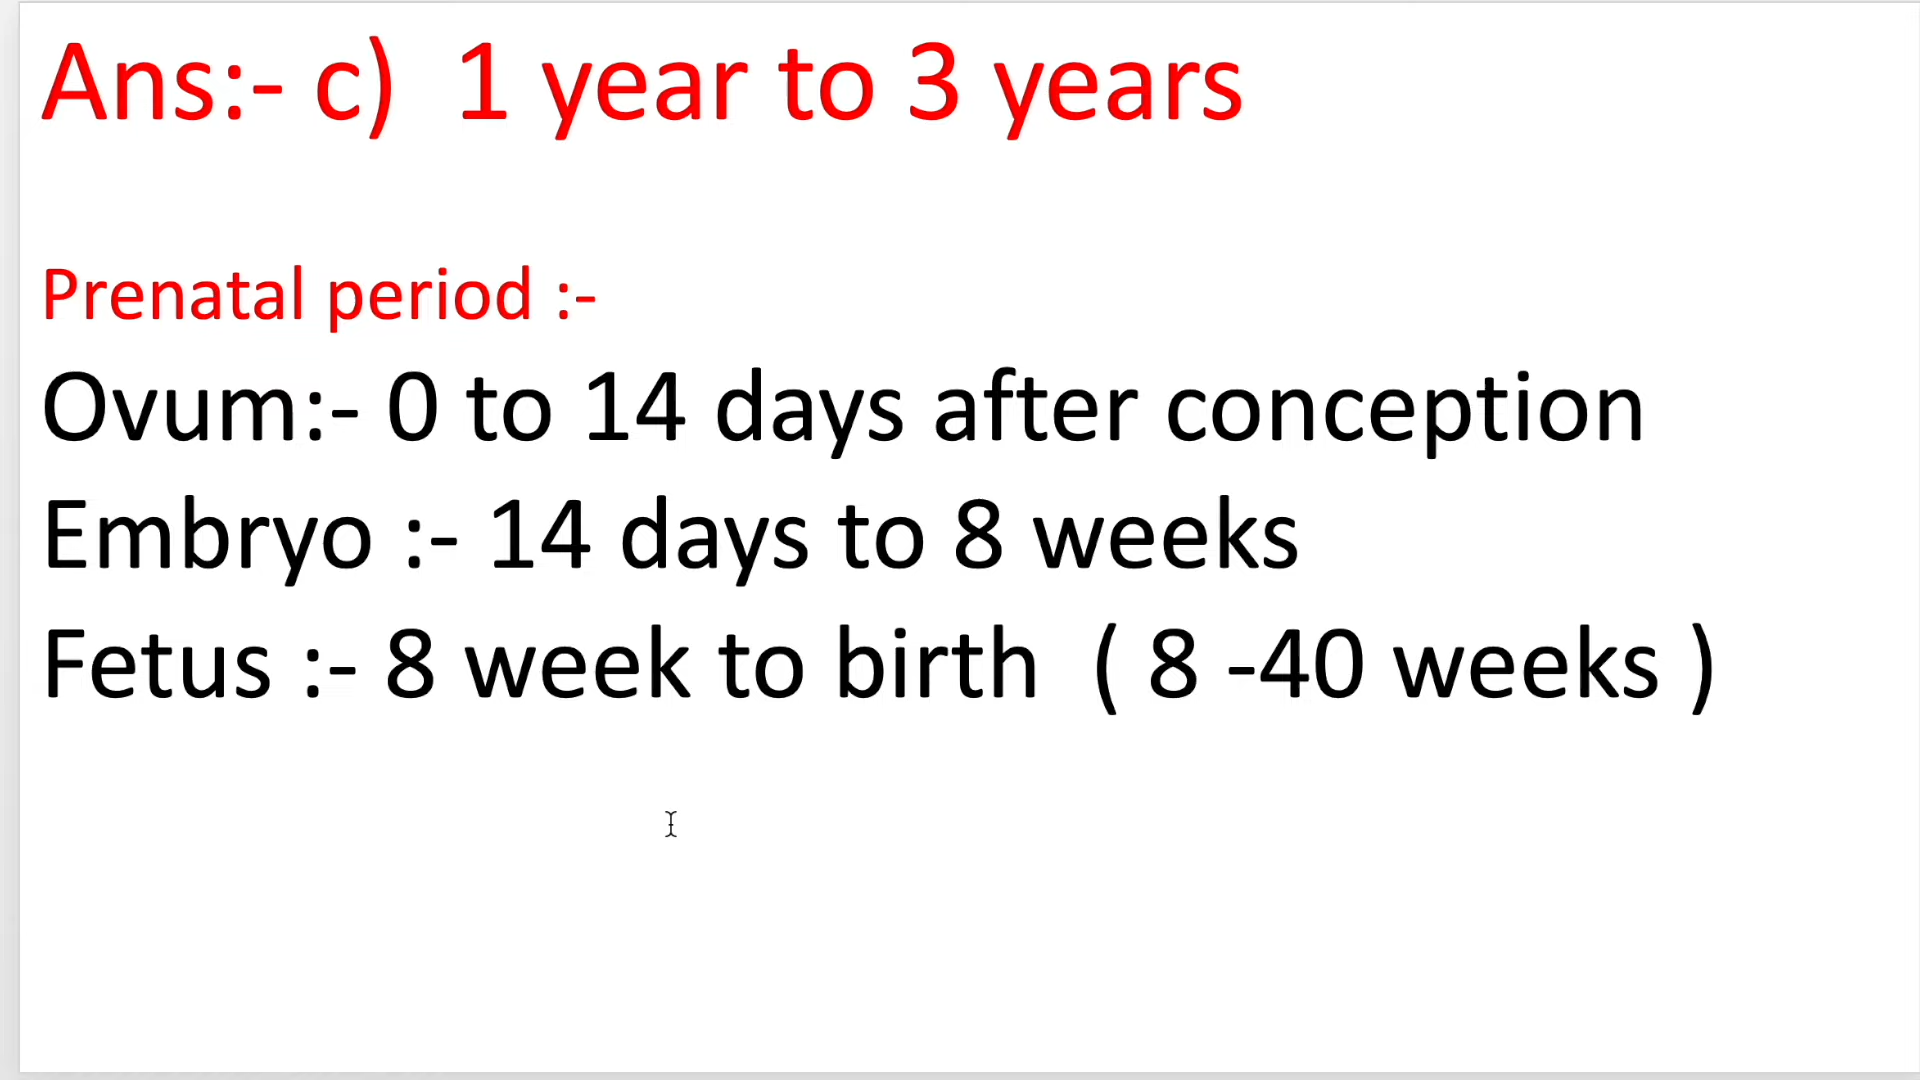 Ans:- c)  1 year to 3 years
Prenatal period :-
Ovum:- 0 to 14 days after conception
Embryo :- 14 days to 8 weeks
Fetus :- 8 week to birth  ( 8 -40 weeks )